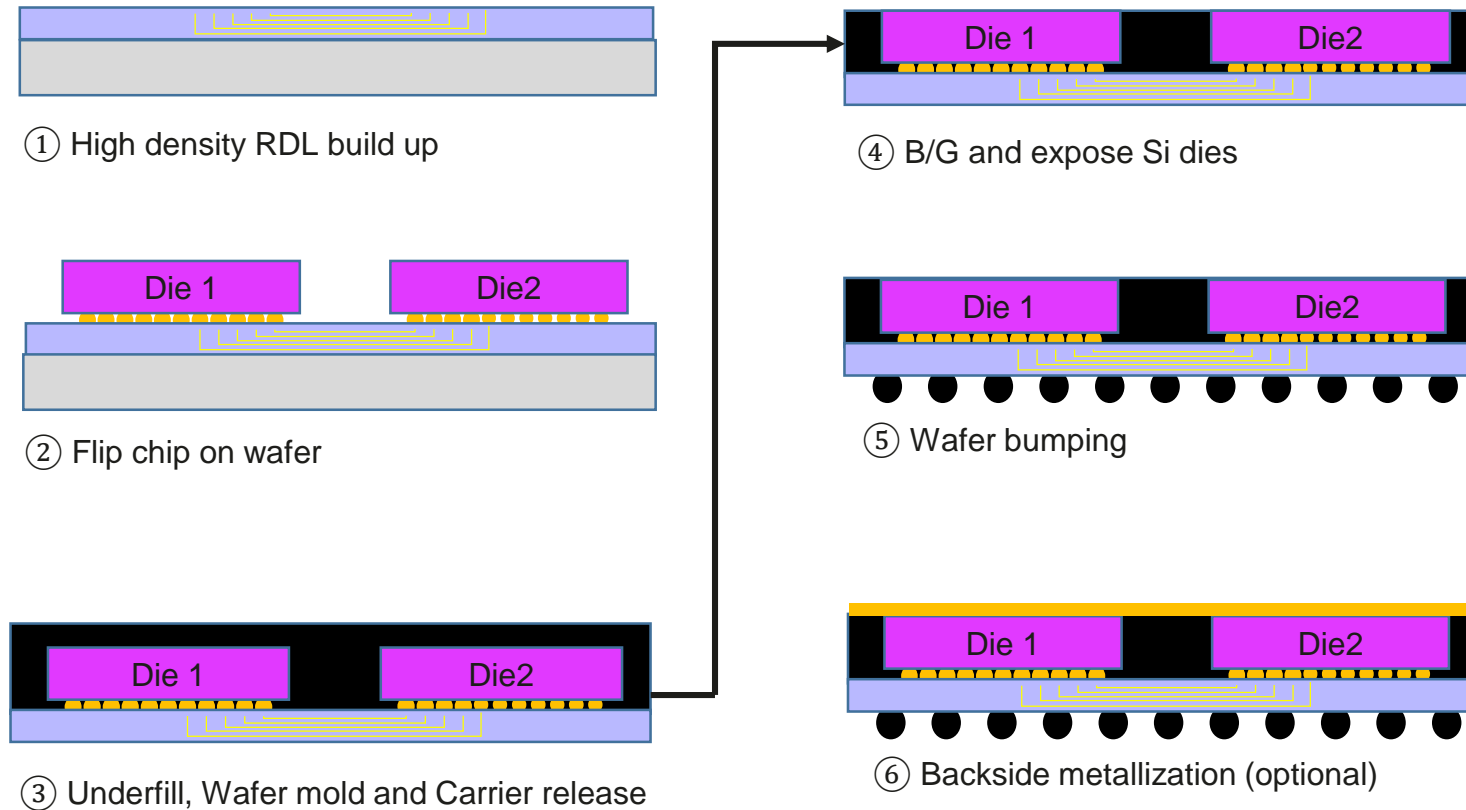 ① High density RDL build up
Die 1
Die2
② Flip chip on wafer
Die 1
Die2
③ Underfill, Wafer mold and Carrier release
Die 1
Die2
④ B/G and expose Si dies
Die 1
Die2
⑤ Wafer bumping
Die 1
Die2
⑥ Backside metallization (optional)